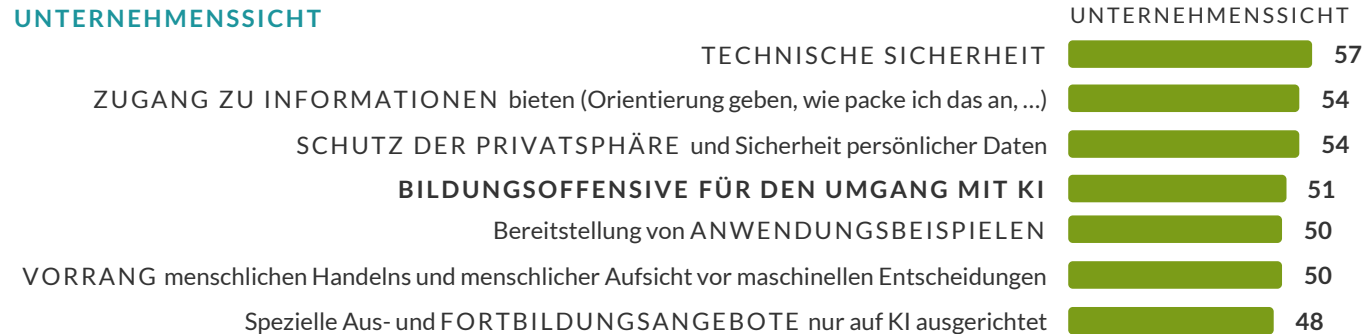 UNTERNEHMENSSICHT
UNTERNEHMENSSICHT
TECHNISCHE SICHERHEIT 57
ZUGANG ZU INFORMATIONEN bieten (Orientierung geben, wie packe ich das an, …) 54
SCHUTZ DER PRIVATSPHÄRE und Sicherheit persönlicher Daten 54
BILDUNGSOFFENSIVE FÜR DEN UMGANG MIT KI 51
Bereitstellung von ANWENDUNGSBEISPIELEN 50
VORRANG menschlichen Handelns und menschlicher Aufsicht vor maschinellen Entscheidungen 50
Spezielle Aus- und FORTBILDUNGSANGEBOTE nur auf KI ausgerichtet 48